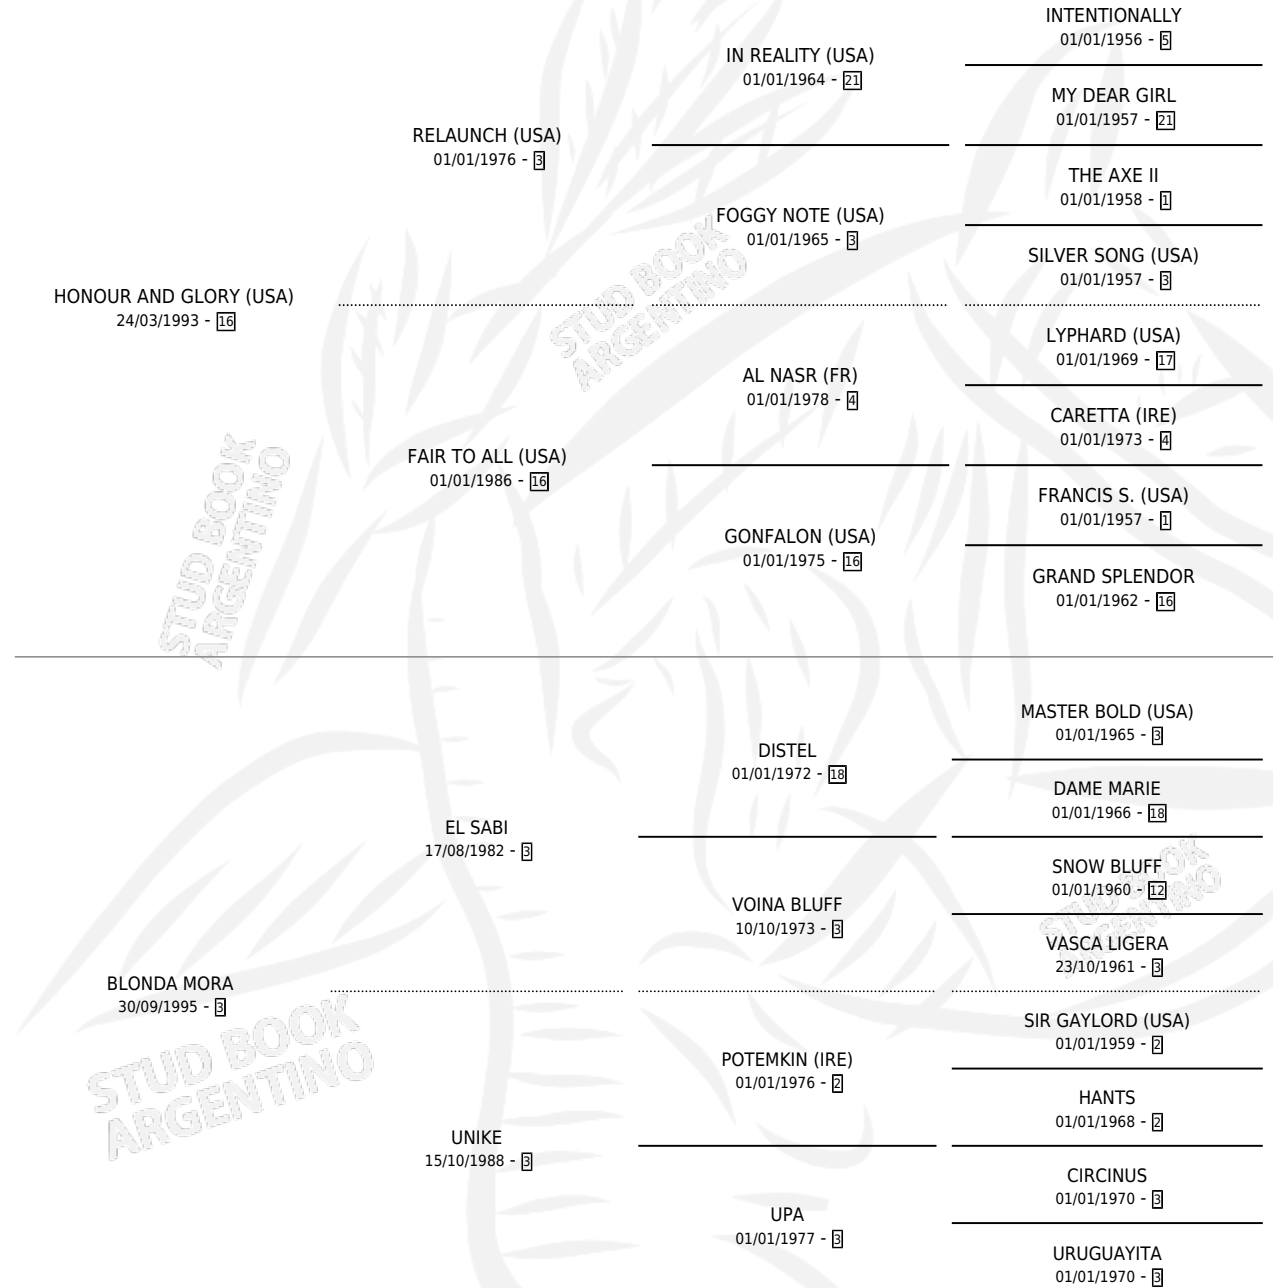 INTENTIONALLY
01/01/1956 - 5
IN REALITY (USA)
01/01/1964 - 21
MY DEAR GIRL
01/01/1957 - 21
RELAUNCH (USA)
01/01/1976 - 3
THE AXE II
01/01/1958 - 1
FOGGY NOTE (USA)
01/01/1965 - 3
SILVER SONG (USA)
01/01/1957 - 3
STUD BOOK
ARGENTINO
HONOUR AND GLORY (USA)
24/03/1993 - 16
LYPHARD (USA)
01/01/1969 - 17
AL NASR (FR)
01/01/1978 - 4
CARETTA (IRE)
01/01/1973 - 4
FAIR TO ALL (USA)
01/01/1986 - 16
FRANCIS S. (USA)
01/01/1957 - 1
GONFALON (USA)
01/01/1975 - 16
GRAND SPLENDOR
01/01/1962 - 16
STUD BOOK
ARGENTINO
MASTER BOLD (USA)
01/01/1965 - 3
DISTEL
01/01/1972 - 18
DAME MARIE
01/01/1966 - 18
EL SABI
17/08/1982 - 3
SNOW BLUFF
01/01/1960 - 12
VOINA BLUFF
10/10/1973 - 3
VASCA LIGERA
23/10/1961 - 3
STUD BOOK
ARGENTINO
BLONDA MORA
30/09/1995 - 3
SIR GAYLORD (USA)
01/01/1959 - 2
POTEMKIN (IRE)
01/01/1976 - 2
HANTS
01/01/1968 - 2
STUD BOOK
ARGENTINO
UNIKE
15/10/1988 - 3
CIRCINUS
01/01/1970 - 3
UPA
01/01/1977 - 3
URUGUAYITA
01/01/1970 - 3